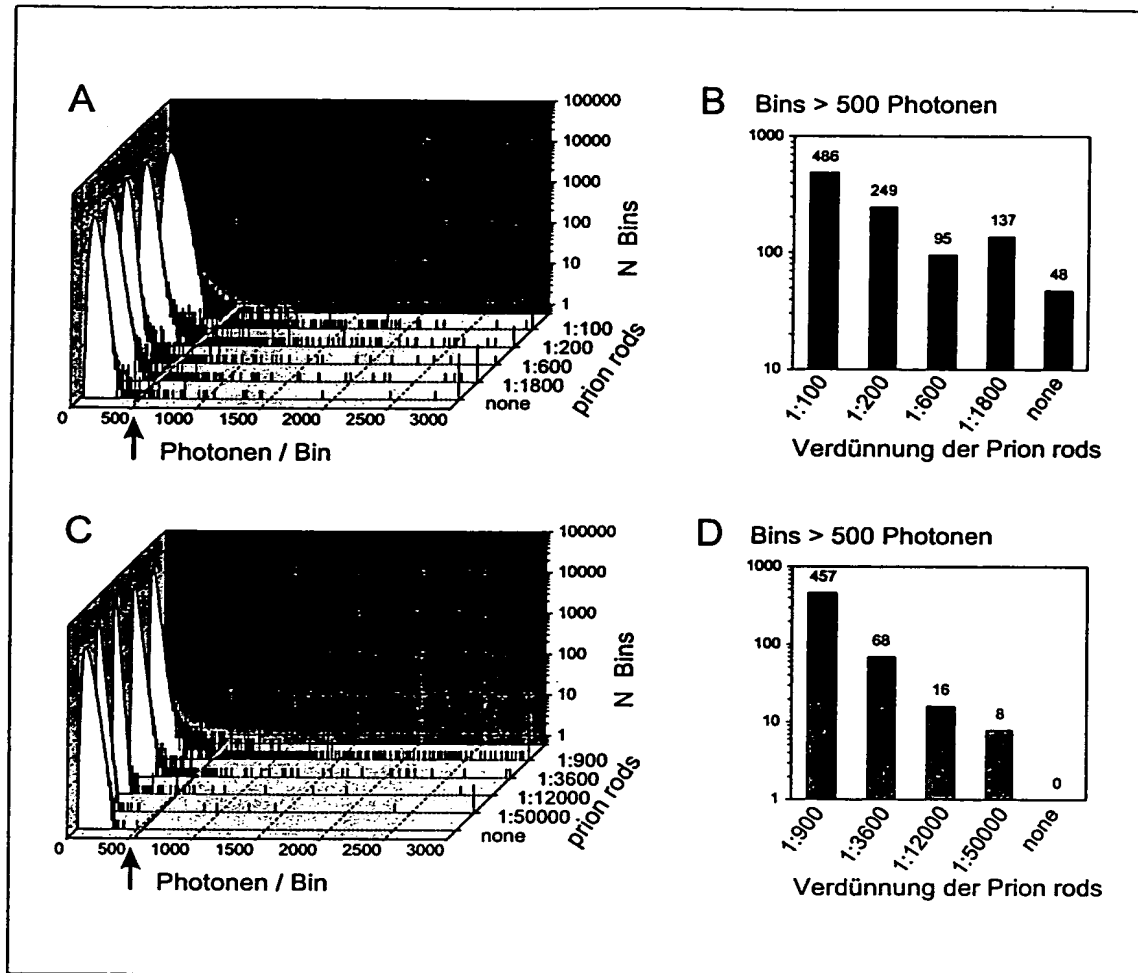 A
100000
10000
1000
100
10
1
N Bins
1:100
1:200
1:600
1:1800
none
prion rods
0 500 1000 1500 2000 2500 3000
Photonen / Bin
B Bins > 500 Photonen
1000
100
10
486
249
95
137
48
1:100
1:200
1:600
1:1800
none
Verdünnung der Prion rods
C
100000
10000
1000
100
10
1
N Bins
1:900
1:3600
1:12000
1:50000
none
prion rods
0 500 1000 1500 2000 2500 3000
Photonen / Bin
D Bins > 500 Photonen
1000
100
10
1
457
68
16
8
0
1:900
1:3600
1:12000
1:50000
none
Verdünnung der Prion rods